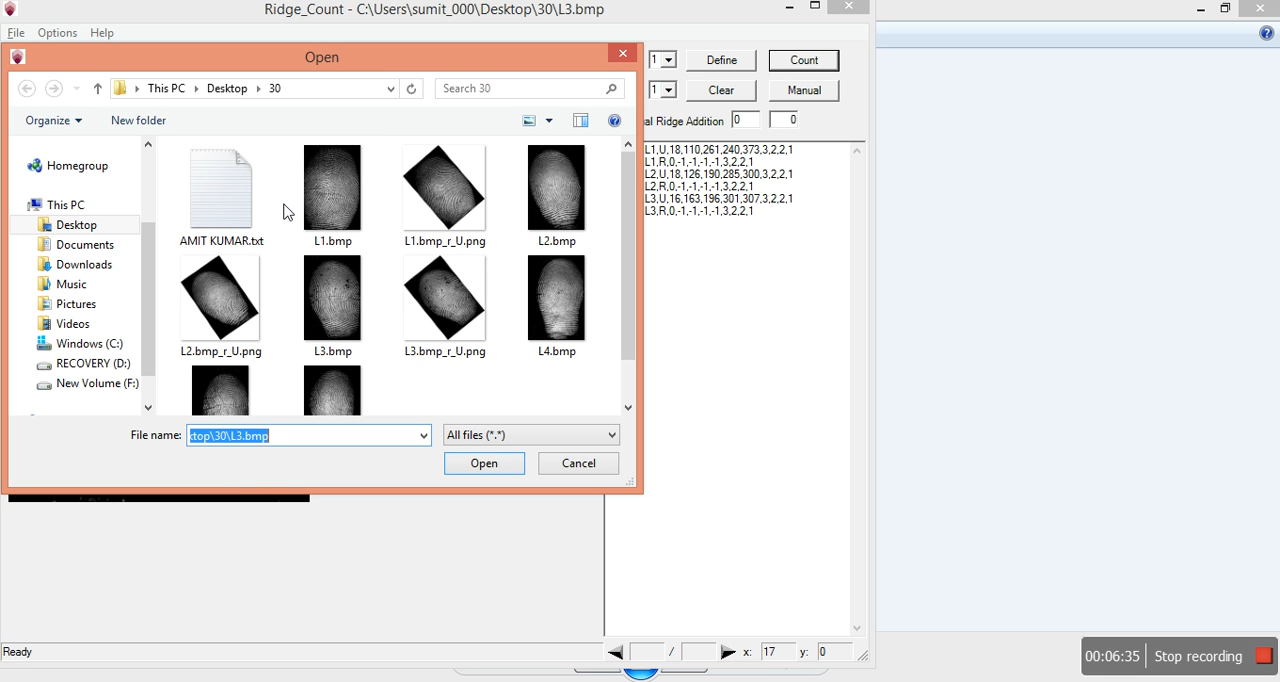 Ridge_Count - C:\Users\sumit_000\Desktop\30\L3.bmp
File Options Help
Open
This PC Desktop 30
Search 30
Organize New folder
Homegroup
This PC
Desktop
Documents
Downloads
Music
Pictures
Videos
Windows (C:)
RECOVERY (D:)
New Volume (F:)
AMIT KUMAR.txt L1.bmp L1.bmp_r_U.png L2.bmp
L2.bmp_r_U.png L3.bmp L3.bmp_r_U.png L4.bmp
File name: top\30\L3.bmp All files (*.*)
Open Cancel
1 Define Count
1 Clear Manual
al Ridge Addition 0 0
L1,U,18,110,261,240,373,3,2,2,1
L1,R,0,-1,-1,-1,-1,3,2,2,1
L2,U,18,126,190,285,300,3,2,2,1
L2,R,0,-1,-1,-1,-1,3,2,2,1
L3,U,16,163,196,301,307,3,2,2,1
L3,R,0,-1,-1,-1,-1,3,2,2,1
Ready / x: 17 y: 0
00:06:35 Stop recording